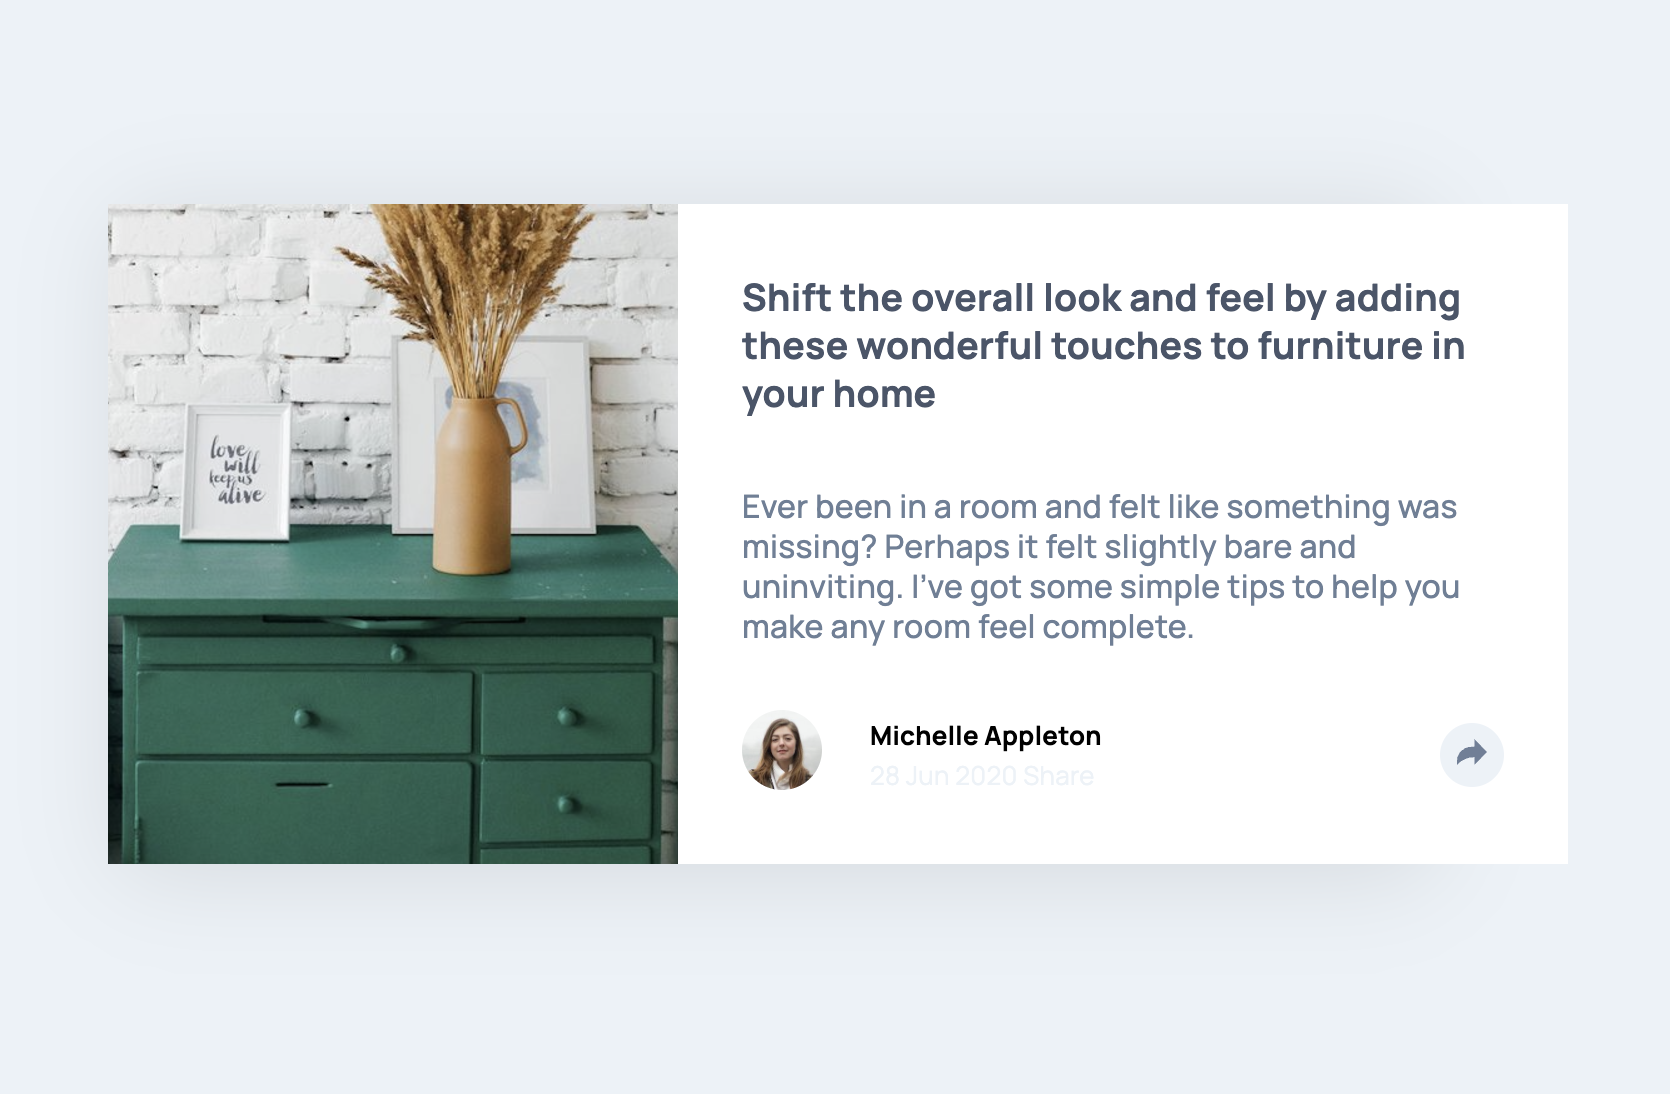 love
will
keep us
alive
Shift the overall look and feel by adding
these wonderful touches to furniture in
your home
Ever been in a room and felt like something was
missing? Perhaps it felt slightly bare and
uninviting. I’ve got some simple tips to help you
make any room feel complete.
Michelle Appleton
28 Jun 2020 Share